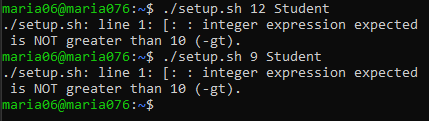 maria06@maria076:~$ ./setup.sh 12 Student
./setup.sh: line 1: [: : integer expression expected
 is NOT greater than 10 (-gt).
maria06@maria076:~$ ./setup.sh 9 Student
./setup.sh: line 1: [: : integer expression expected
 is NOT greater than 10 (-gt).
maria06@maria076:~$